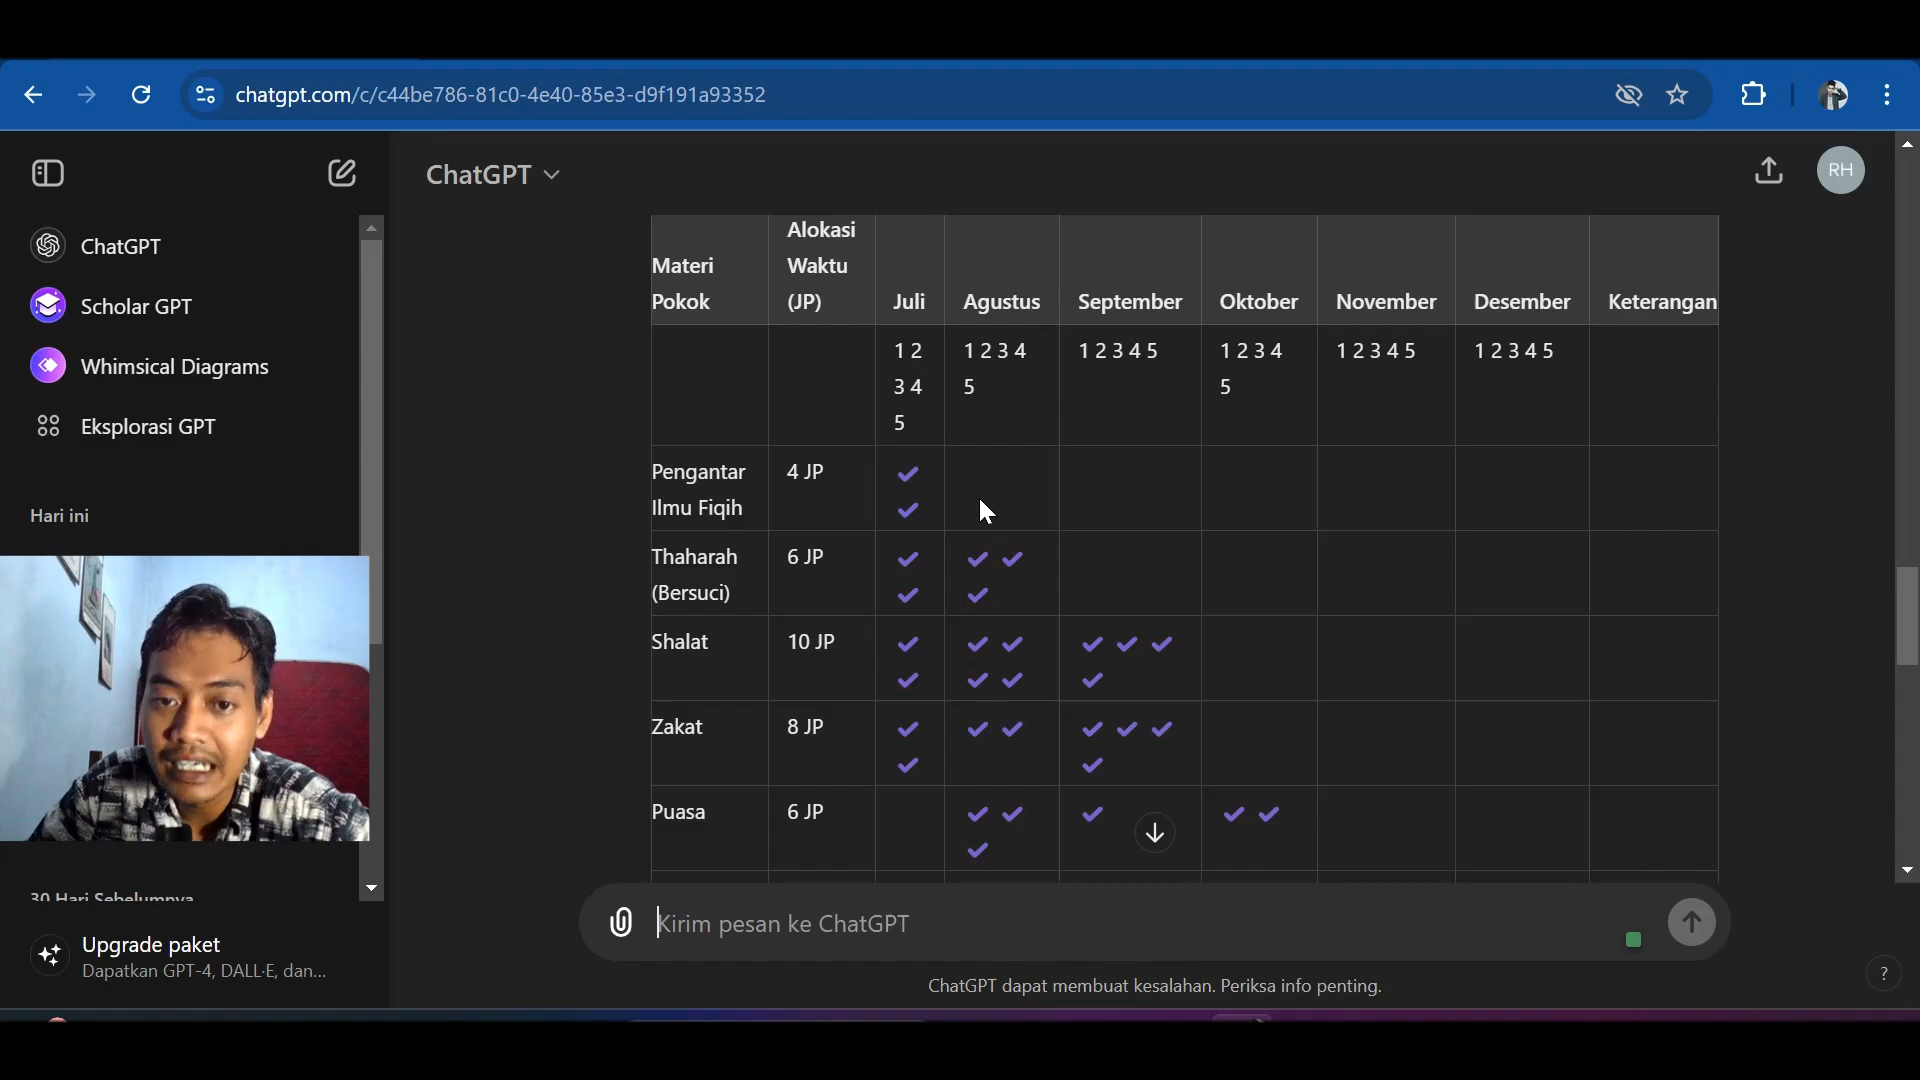 chatgpt.com/c/c44be786-81c0-4e40-85e3-d9f191a93352
ChatGPT
RH
ChatGPT
Scholar GPT
Whimsical Diagrams
Eksplorasi GPT
Hari ini
30 Hari Sebelumnya
Upgrade paket
Dapatkan GPT-4, DALL·E, dan...
Materi Pokok
Alokasi Waktu (JP)
Juli
Agustus
September
Oktober
November
Desember
Keterangan
1 2
3 4
5
1 2 3 4
5
1 2 3 4 5
1 2 3 4
5
1 2 3 4 5
1 2 3 4 5
Pengantar
Ilmu Fiqih
4 JP
✓
✓
Thaharah
(Bersuci)
6 JP
✓
✓
✓ ✓
✓
Shalat
10 JP
✓
✓
✓ ✓
✓ ✓
✓ ✓ ✓
✓
Zakat
8 JP
✓
✓
✓ ✓
✓ ✓ ✓
✓
Puasa
6 JP
✓ ✓
✓
✓
✓ ✓
Kirim pesan ke ChatGPT
ChatGPT dapat membuat kesalahan. Periksa info penting.
?